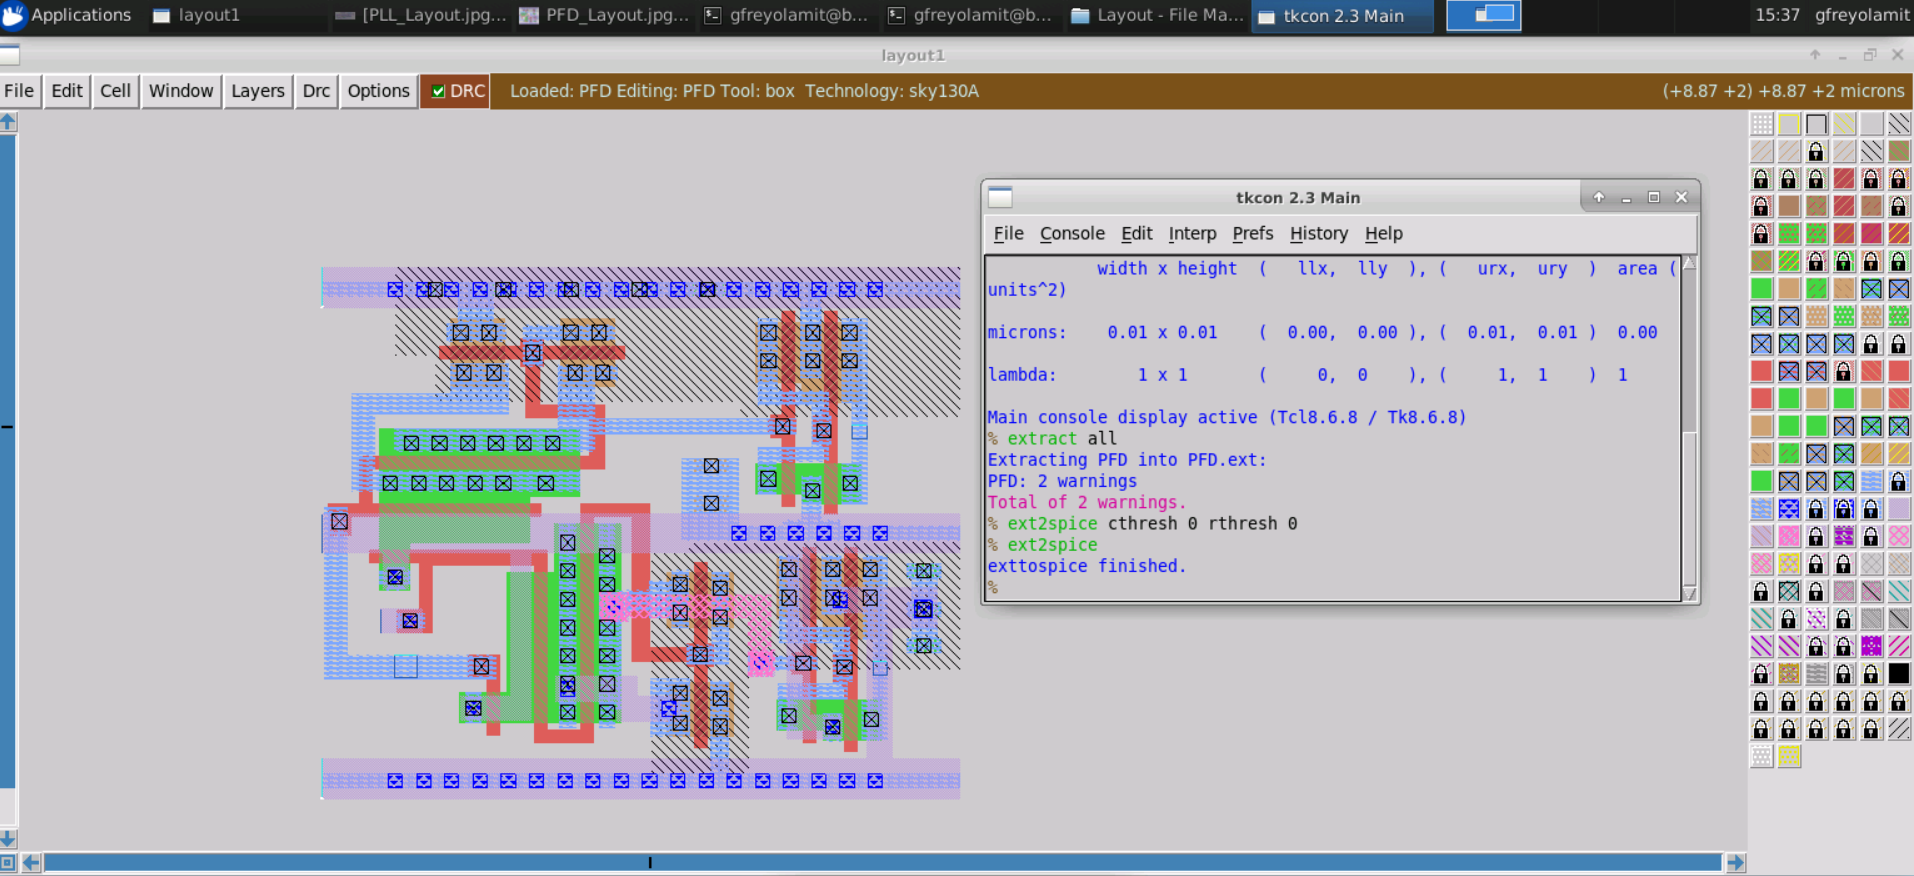 Applications layout1 [PLL_Layout.jpg... PFD_Layout.jpg... gfreyolamit@b... gfreyolamit@b... Layout - File Ma... tkcon 2.3 Main 15:37 gfreyolamit
layout1
File Edit Cell Window Layers Drc Options DRC Loaded: PFD Editing: PFD Tool: box Technology: sky130A (+8.87 +2) +8.87 +2 microns
tkcon 2.3 Main
File Console Edit Interp Prefs History Help
width x height ( llx, lly ), ( urx, ury ) area (
units^2)
microns: 0.01 x 0.01 ( 0.00, 0.00 ), ( 0.01, 0.01 ) 0.00
lambda: 1 x 1 ( 0, 0 ), ( 1, 1 ) 1
Main console display active (Tcl8.6.8 / Tk8.6.8)
% extract all
Extracting PFD into PFD.ext:
PFD: 2 warnings
Total of 2 warnings.
% ext2spice cthresh 0 rthresh 0
% ext2spice
exttospice finished.
%